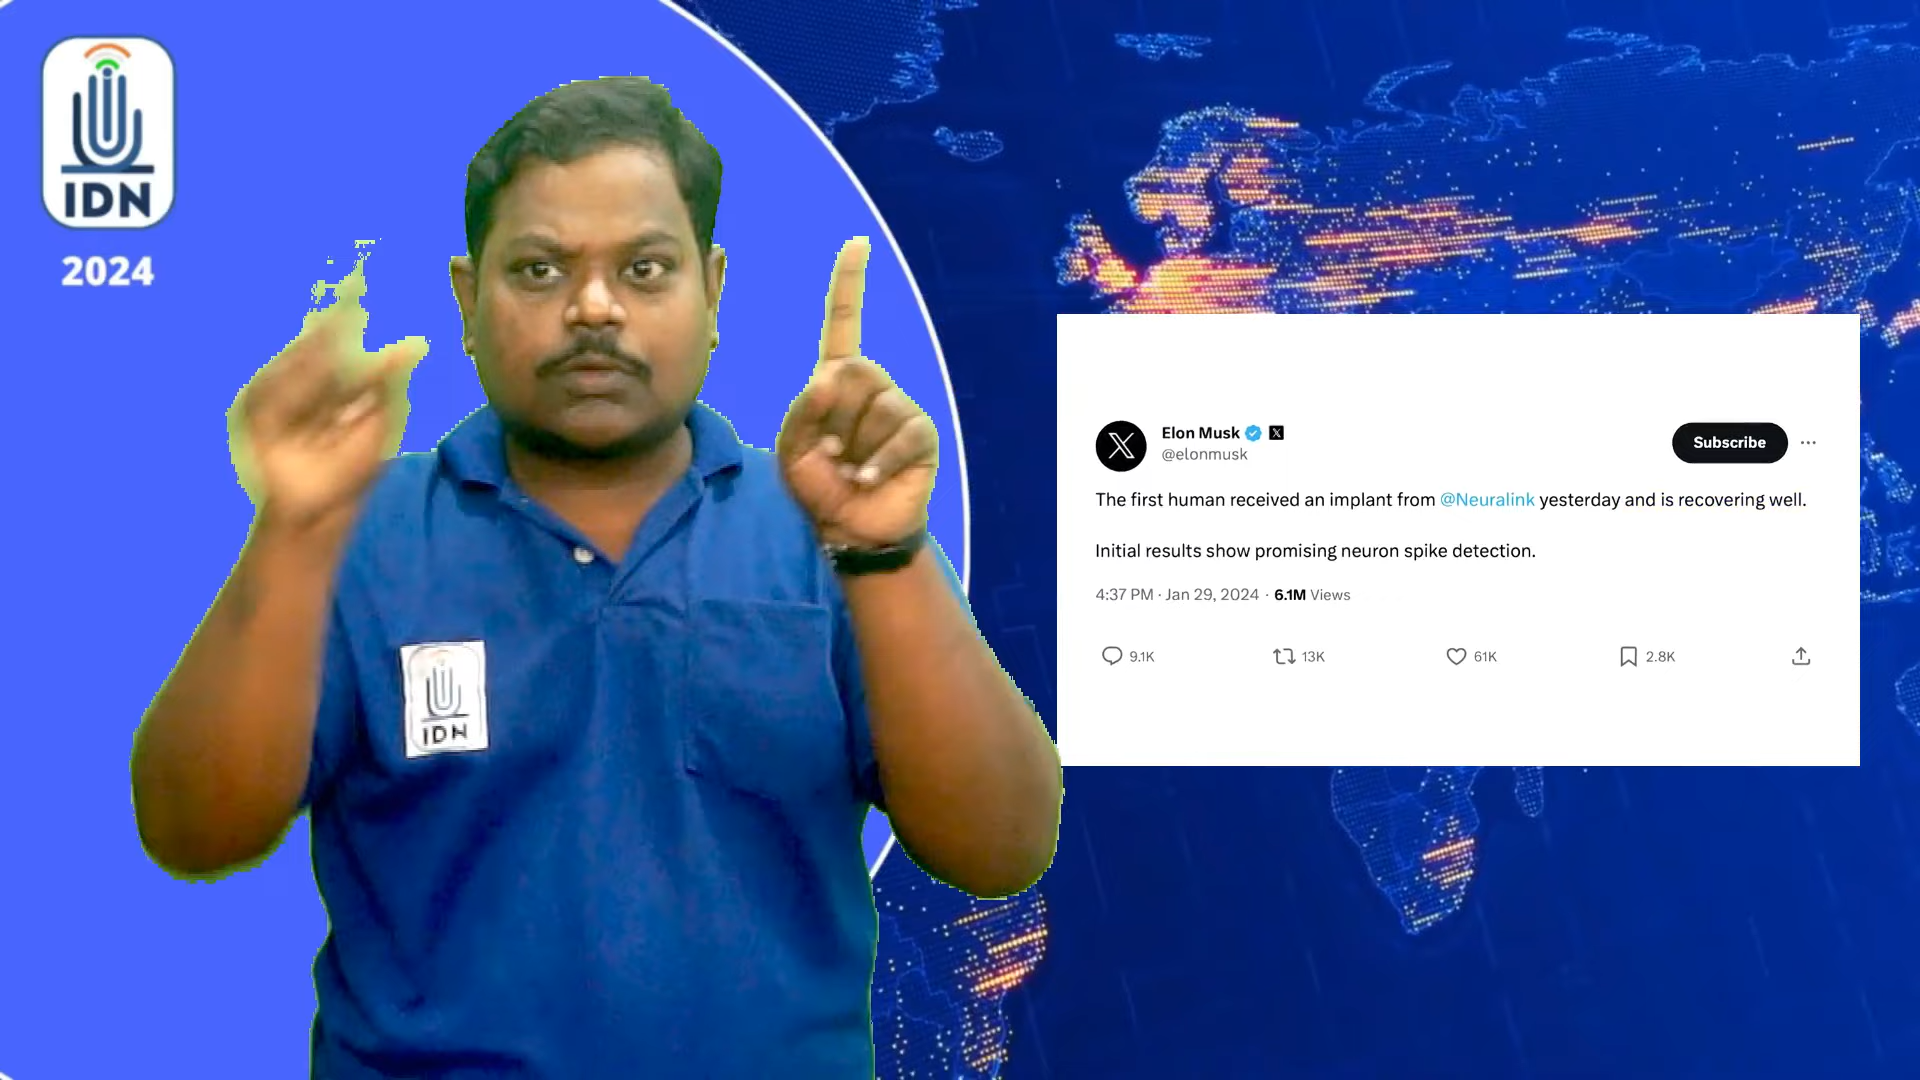 IDN
2024
IDN
Elon Musk
@elonmusk
Subscribe
The first human received an implant from @Neuralink yesterday and is recovering well.
Initial results show promising neuron spike detection.
4:37 PM · Jan 29, 2024 · 6.1M Views
9.1K 13K 61K 2.8K